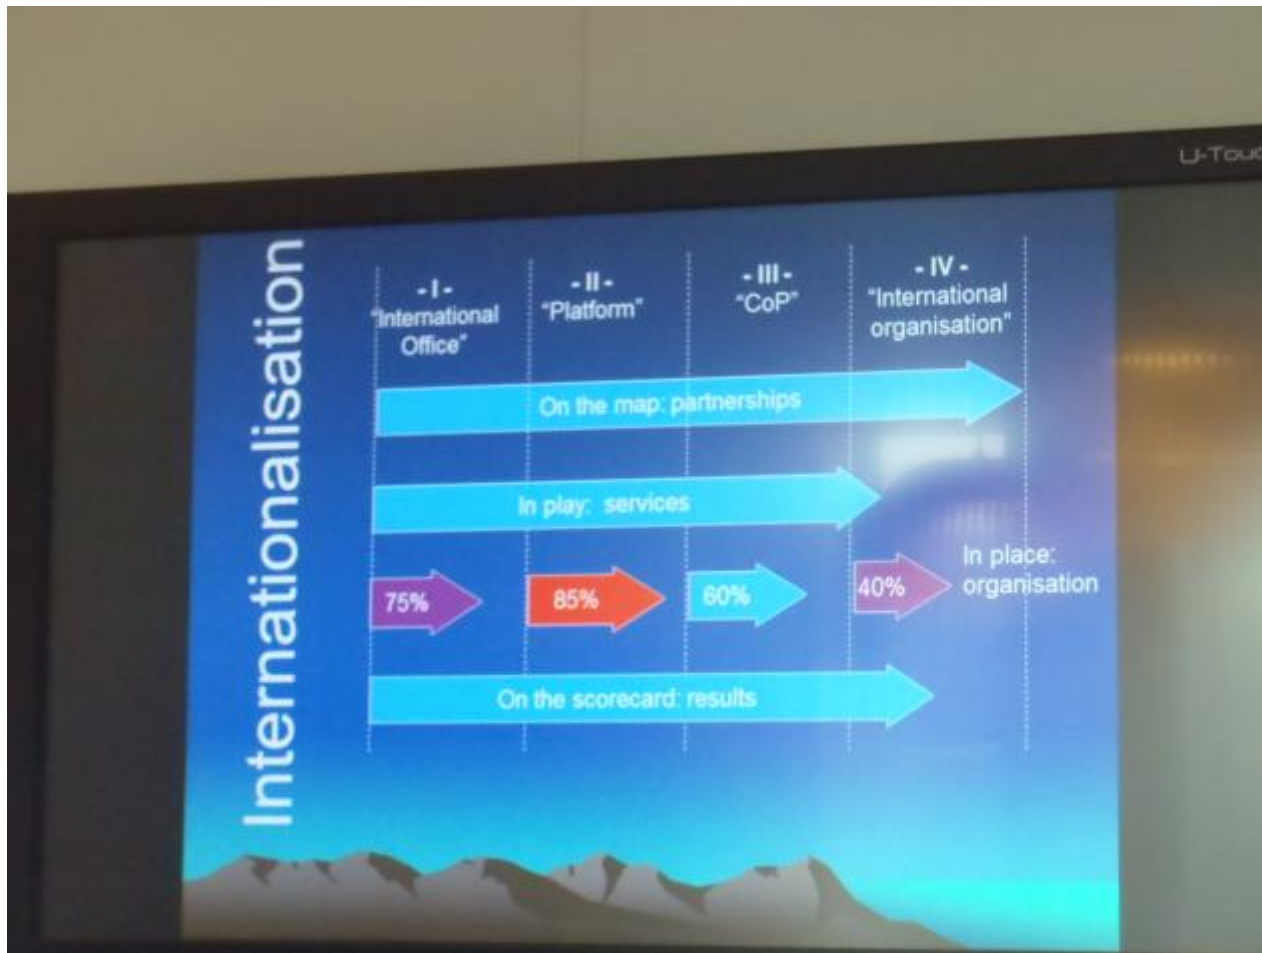 U-Touc
Internationalisation
- I -
"International
Office"
- II -
"Platform"
- III -
"CoP"
- IV -
"International
organisation"
On the map: partnerships
In play: services
75%
85%
60%
40%
In place:
organisation
On the scorecard: results